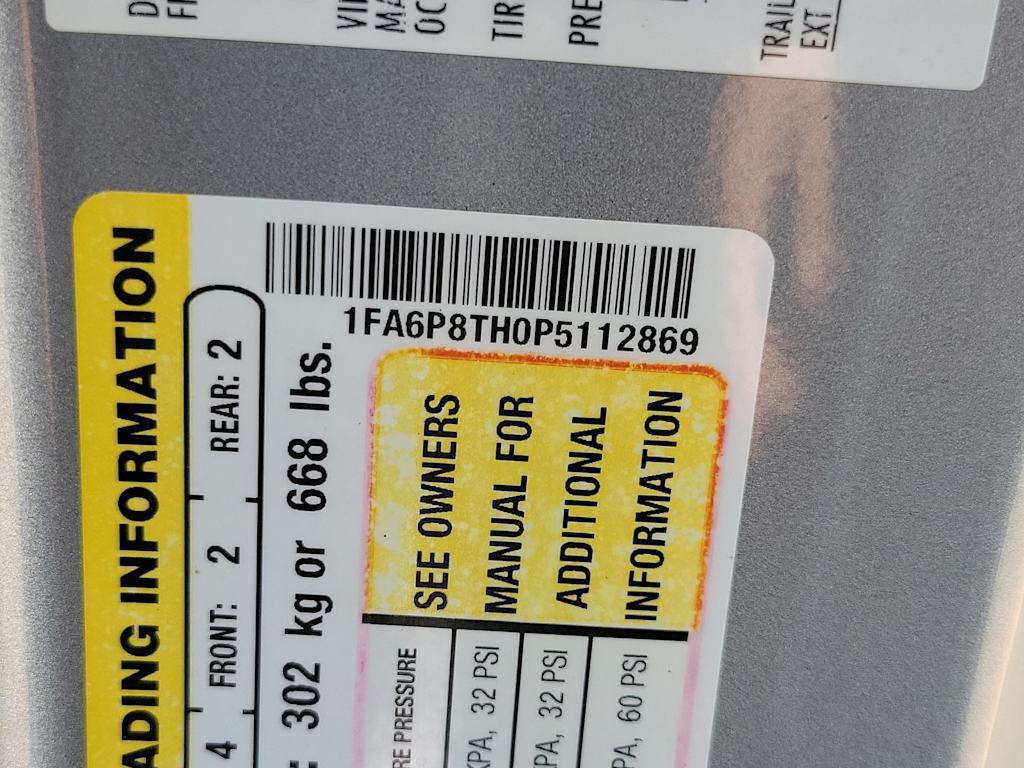 TIR
PRE
TRAIL
EXT
ADING INFORMATION
4 FRONT: 2 REAR: 2
: 302 kg or 668 lbs.
1FA6P8TH0P5112869
RE PRESSURE
KPA, 32 PSI
KPA, 32 PSI
PA, 60 PSI
SEE OWNERS
MANUAL FOR
ADDITIONAL
INFORMATION